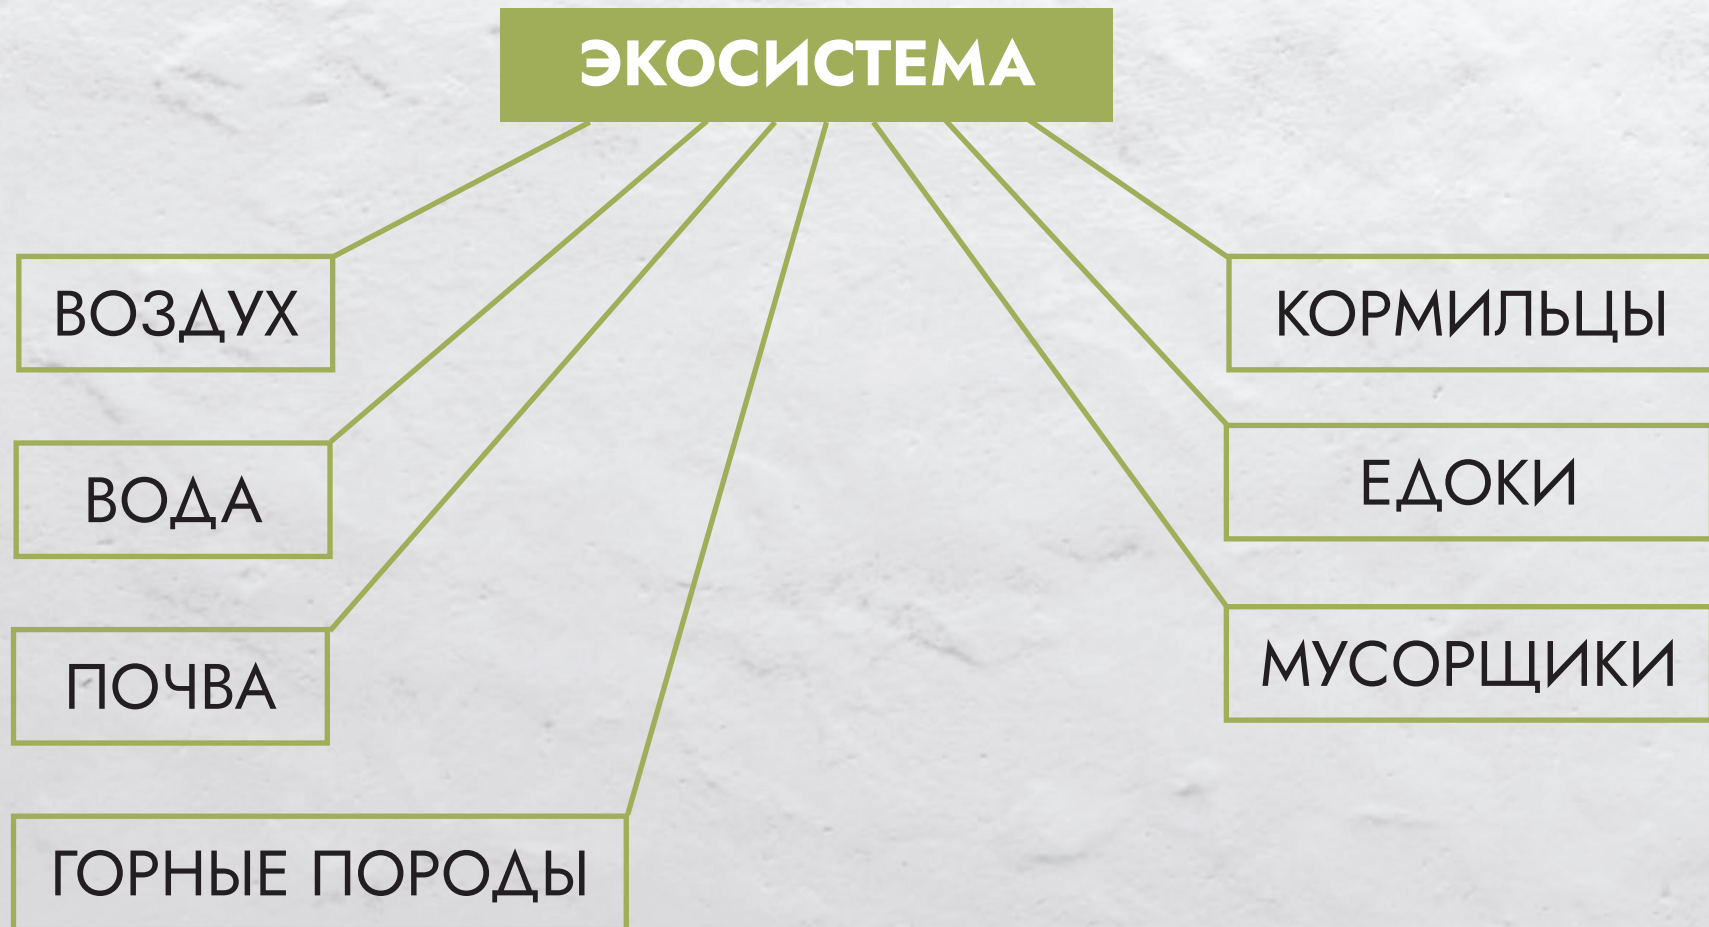 ЭКОСИСТЕМА
ВОЗДУХ
ВОДА
ПОЧВА
ГОРНЫЕ ПОРОДЫ
КОРМИЛЬЦЫ
ЕДОКИ
МУСОРЩИКИ